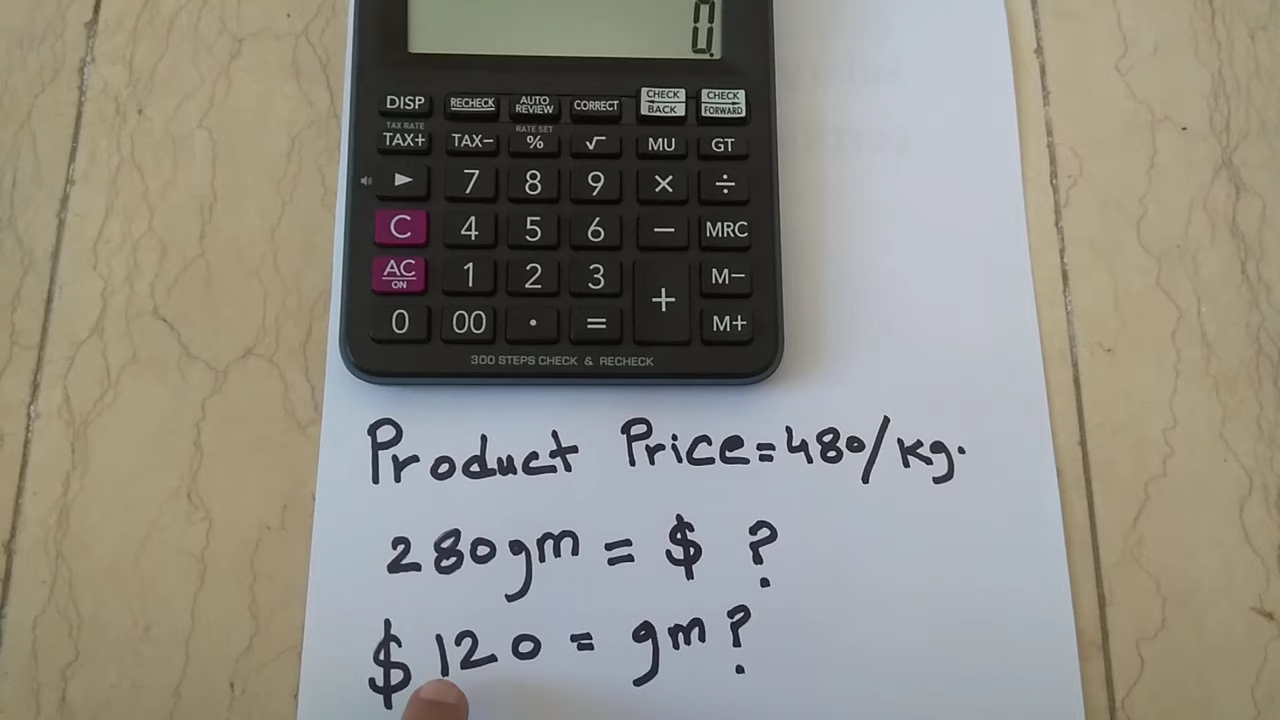 0.
DISP RECHECK AUTO REVIEW CORRECT CHECK BACK CHECK FORWARD
TAX RATE RATE SET
TAX+ TAX− % √ MU GT
► 7 8 9 × ÷
C 4 5 6 − MRC
AC ON 1 2 3 + M−
0 00 · = M+
300 STEPS CHECK & RECHECK
Product Price=480/kg.
280gm = $ ?
$120 = gm?